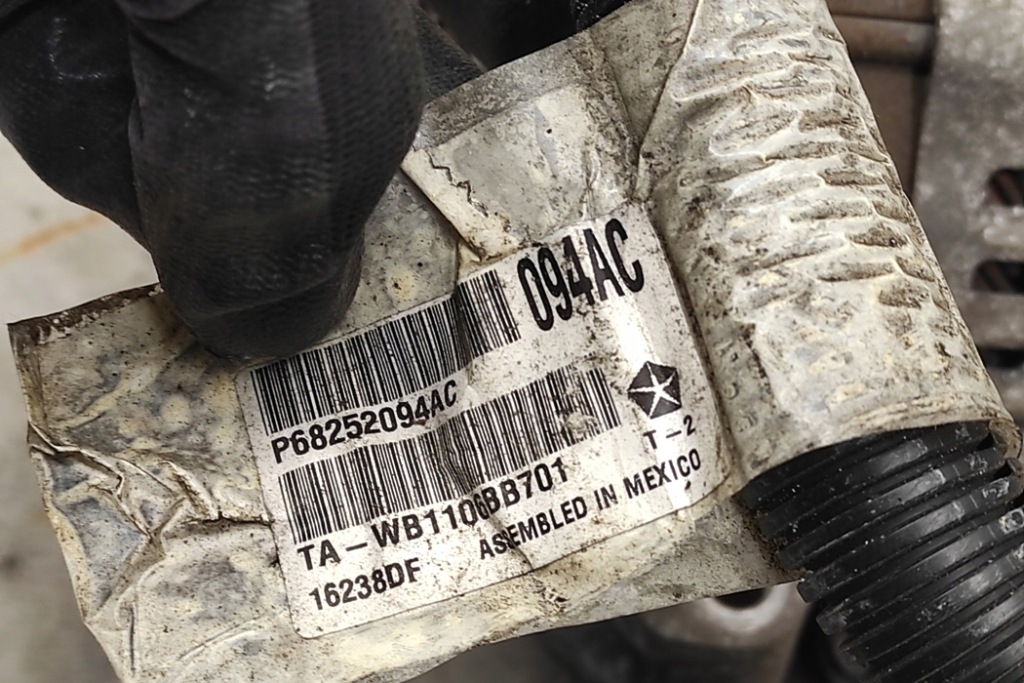 094AC
P68252094AC
T-2
TA-WB1106BB701
16238DF
ASEMBLED IN MEXICO